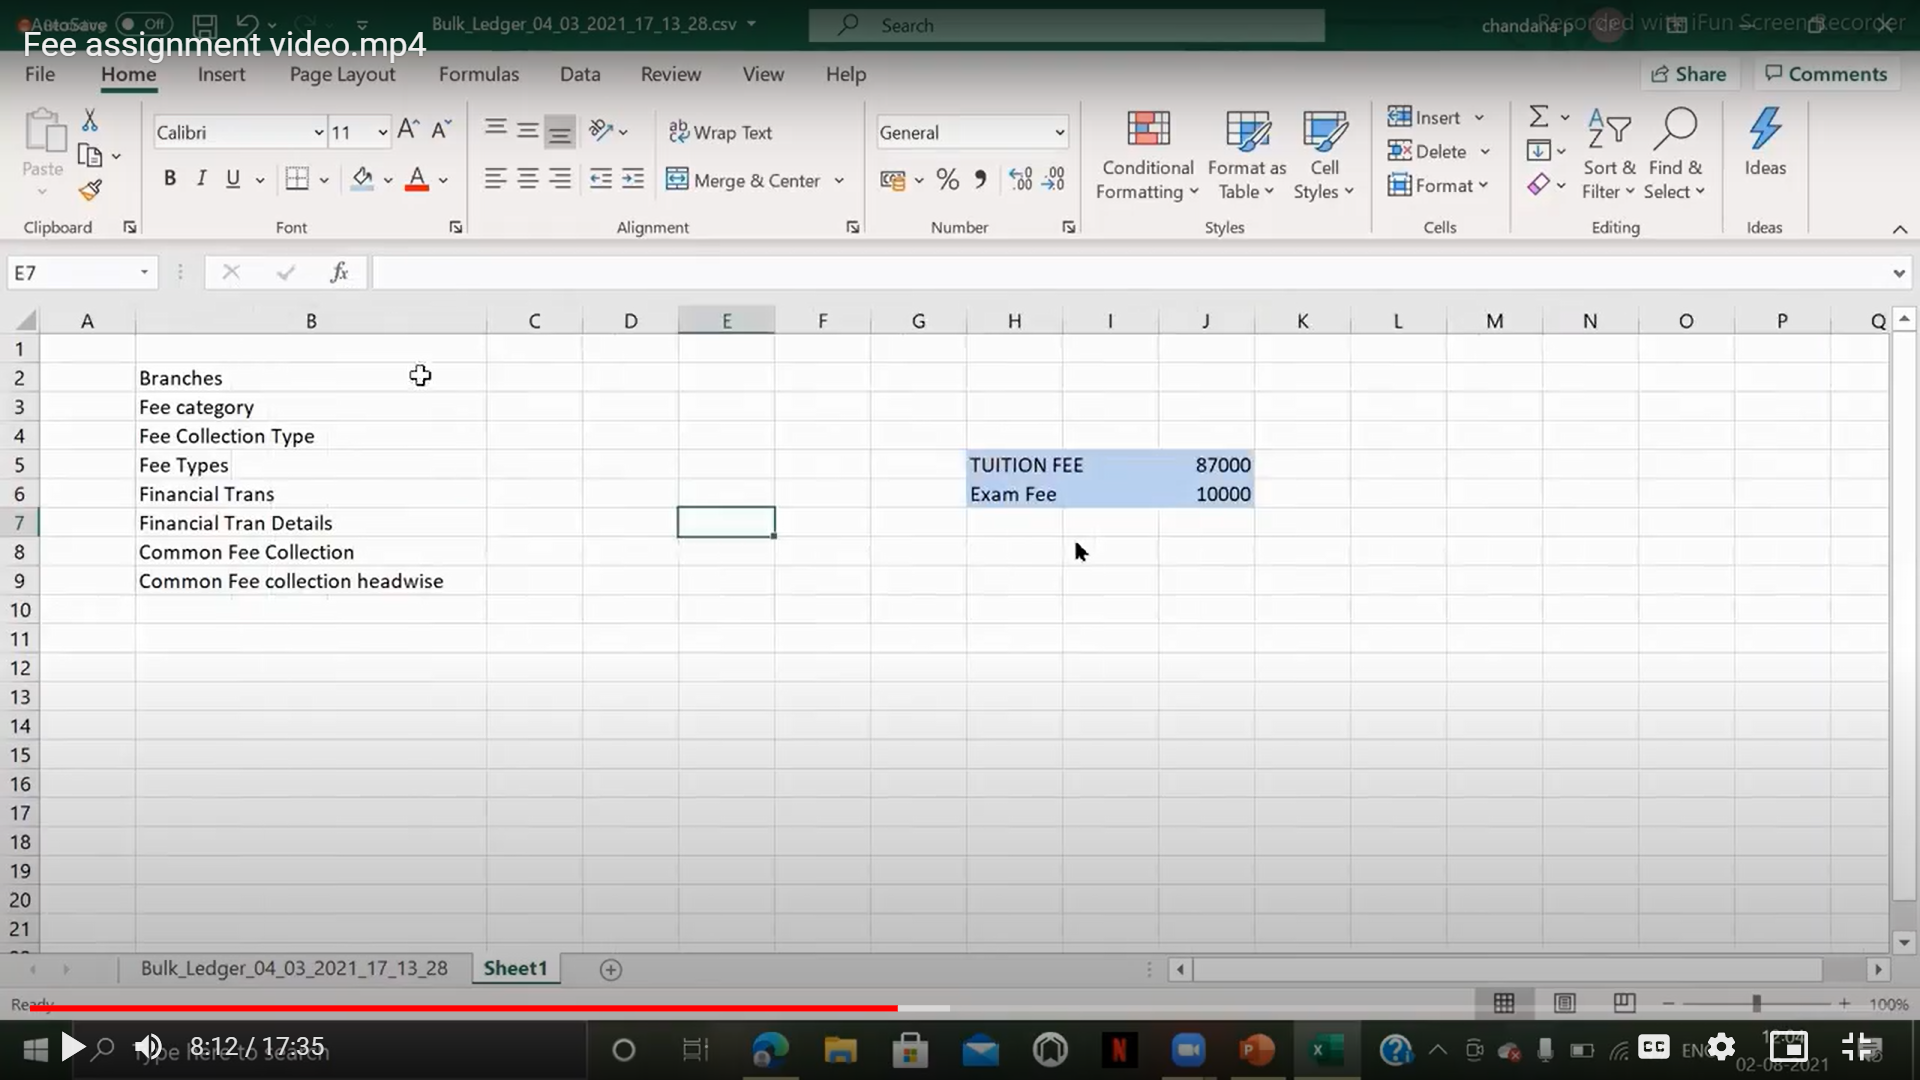 AutoSave Off
Bulk_Ledger_04_03_2021_17_13_28.csv
Search
chandana p
Recorded with iFun Screen Recorder
Fee assignment video.mp4
File Home Insert Page Layout Formulas Data Review View Help
Share Comments
Paste
Clipboard
Calibri 11
B I U
Font
Wrap Text
Merge & Center
Alignment
General
% 
Number
Conditional Formatting
Format as Table
Cell Styles
Styles
Insert
Delete
Format
Cells
Sort & Filter
Find & Select
Editing
Ideas
Ideas
E7 fx
A B C D E F G H I J K L M N O P Q
1
2 Branches
3 Fee category
4 Fee Collection Type
5 Fee Types TUITION FEE 87000
6 Financial Trans Exam Fee 10000
7 Financial Tran Details
8 Common Fee Collection
9 Common Fee collection headwise
10
11
12
13
14
15
16
17
18
19
20
21
Bulk_Ledger_04_03_2021_17_13_28 Sheet1
Ready
100%
Type here to search
8:12 / 17:35
CC
ENG
12:04
02-08-2021